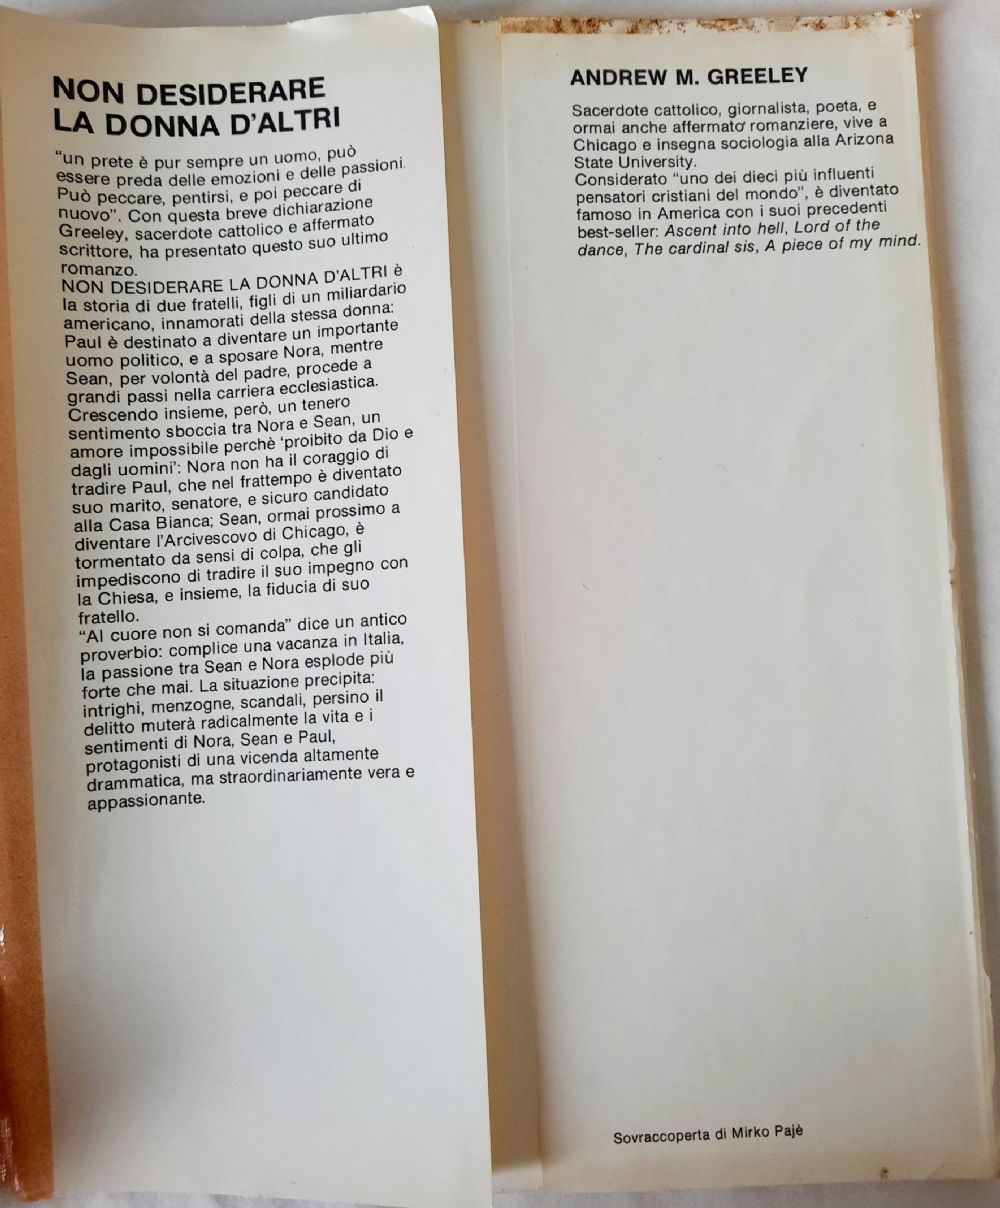 NON DESIDERARE
LA DONNA D'ALTRI
“un prete è pur sempre un uomo, può
essere preda delle emozioni e delle passioni.
Può peccare, pentirsi, e poi peccare di
nuovo”. Con questa breve dichiarazione
Greeley, sacerdote cattolico e affermato
scrittore, ha presentato questo suo ultimo
romanzo.
NON DESIDERARE LA DONNA D'ALTRI è
la storia di due fratelli, figli di un miliardario
americano, innamorati della stessa donna:
Paul è destinato a diventare un importante
uomo politico, e a sposare Nora, mentre
Sean, per volontà del padre, procede a
grandi passi nella carriera ecclesiastica.
Crescendo insieme, però, un tenero
sentimento sboccia tra Nora e Sean, un
amore impossibile perchè 'proibito da Dio e
dagli uomini': Nora non ha il coraggio di
tradire Paul, che nel frattempo è diventato
suo marito, senatore, e sicuro candidato
alla Casa Bianca; Sean, ormai prossimo a
diventare l'Arcivescovo di Chicago, è
tormentato da sensi di colpa, che gli
impediscono di tradire il suo impegno con
la Chiesa, e insieme, la fiducia di suo
fratello.
“Al cuore non si comanda” dice un antico
proverbio: complice una vacanza in Italia,
la passione tra Sean e Nora esplode più
forte che mai. La situazione precipita:
intrighi, menzogne, scandali, persino il
delitto muterà radicalmente la vita e i
sentimenti di Nora, Sean e Paul,
protagonisti di una vicenda altamente
drammatica, ma straordinariamente vera e
appassionante.
ANDREW M. GREELEY
Sacerdote cattolico, giornalista, poeta, e
ormai anche affermato romanziere, vive a
Chicago e insegna sociologia alla Arizona
State University.
Considerato “uno dei dieci più influenti
pensatori cristiani del mondo”, è diventato
famoso in America con i suoi precedenti
best-seller: Ascent into hell, Lord of the
dance, The cardinal sis, A piece of my mind.
Sovraccoperta di Mirko Pajè